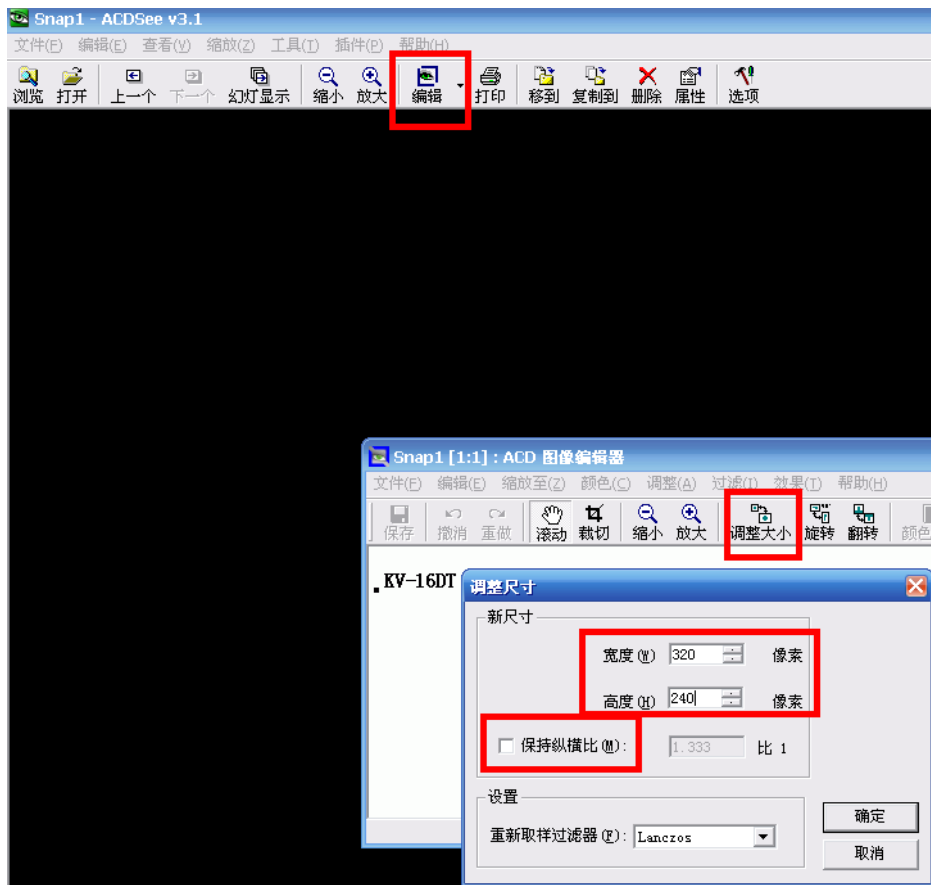 Snap1 - ACDSee v3.1
文件(F) 编辑(E) 查看(V) 缩放(Z) 工具(T) 插件(P) 帮助(H)
浏览 打开 上一个 下一个 幻灯显示 缩小 放大 编辑 打印 移到 复制到 删除 属性 选项
Snap1 [1:1] : ACD 图像编辑器
文件(F) 编辑(E) 缩放至(Z) 颜色(C) 调整(A) 过滤(I) 效果(T) 帮助(H)
保存 撤消 重做 滚动 裁切 缩小 放大 调整大小 旋转 翻转 颜色
KV-16DT
调整尺寸
新尺寸
宽度(W) 320 像素
高度(H) 240 像素
保持纵横比(M): 1.333 比 1
设置
重新取样过滤器(F): Lanczos
确定
取消